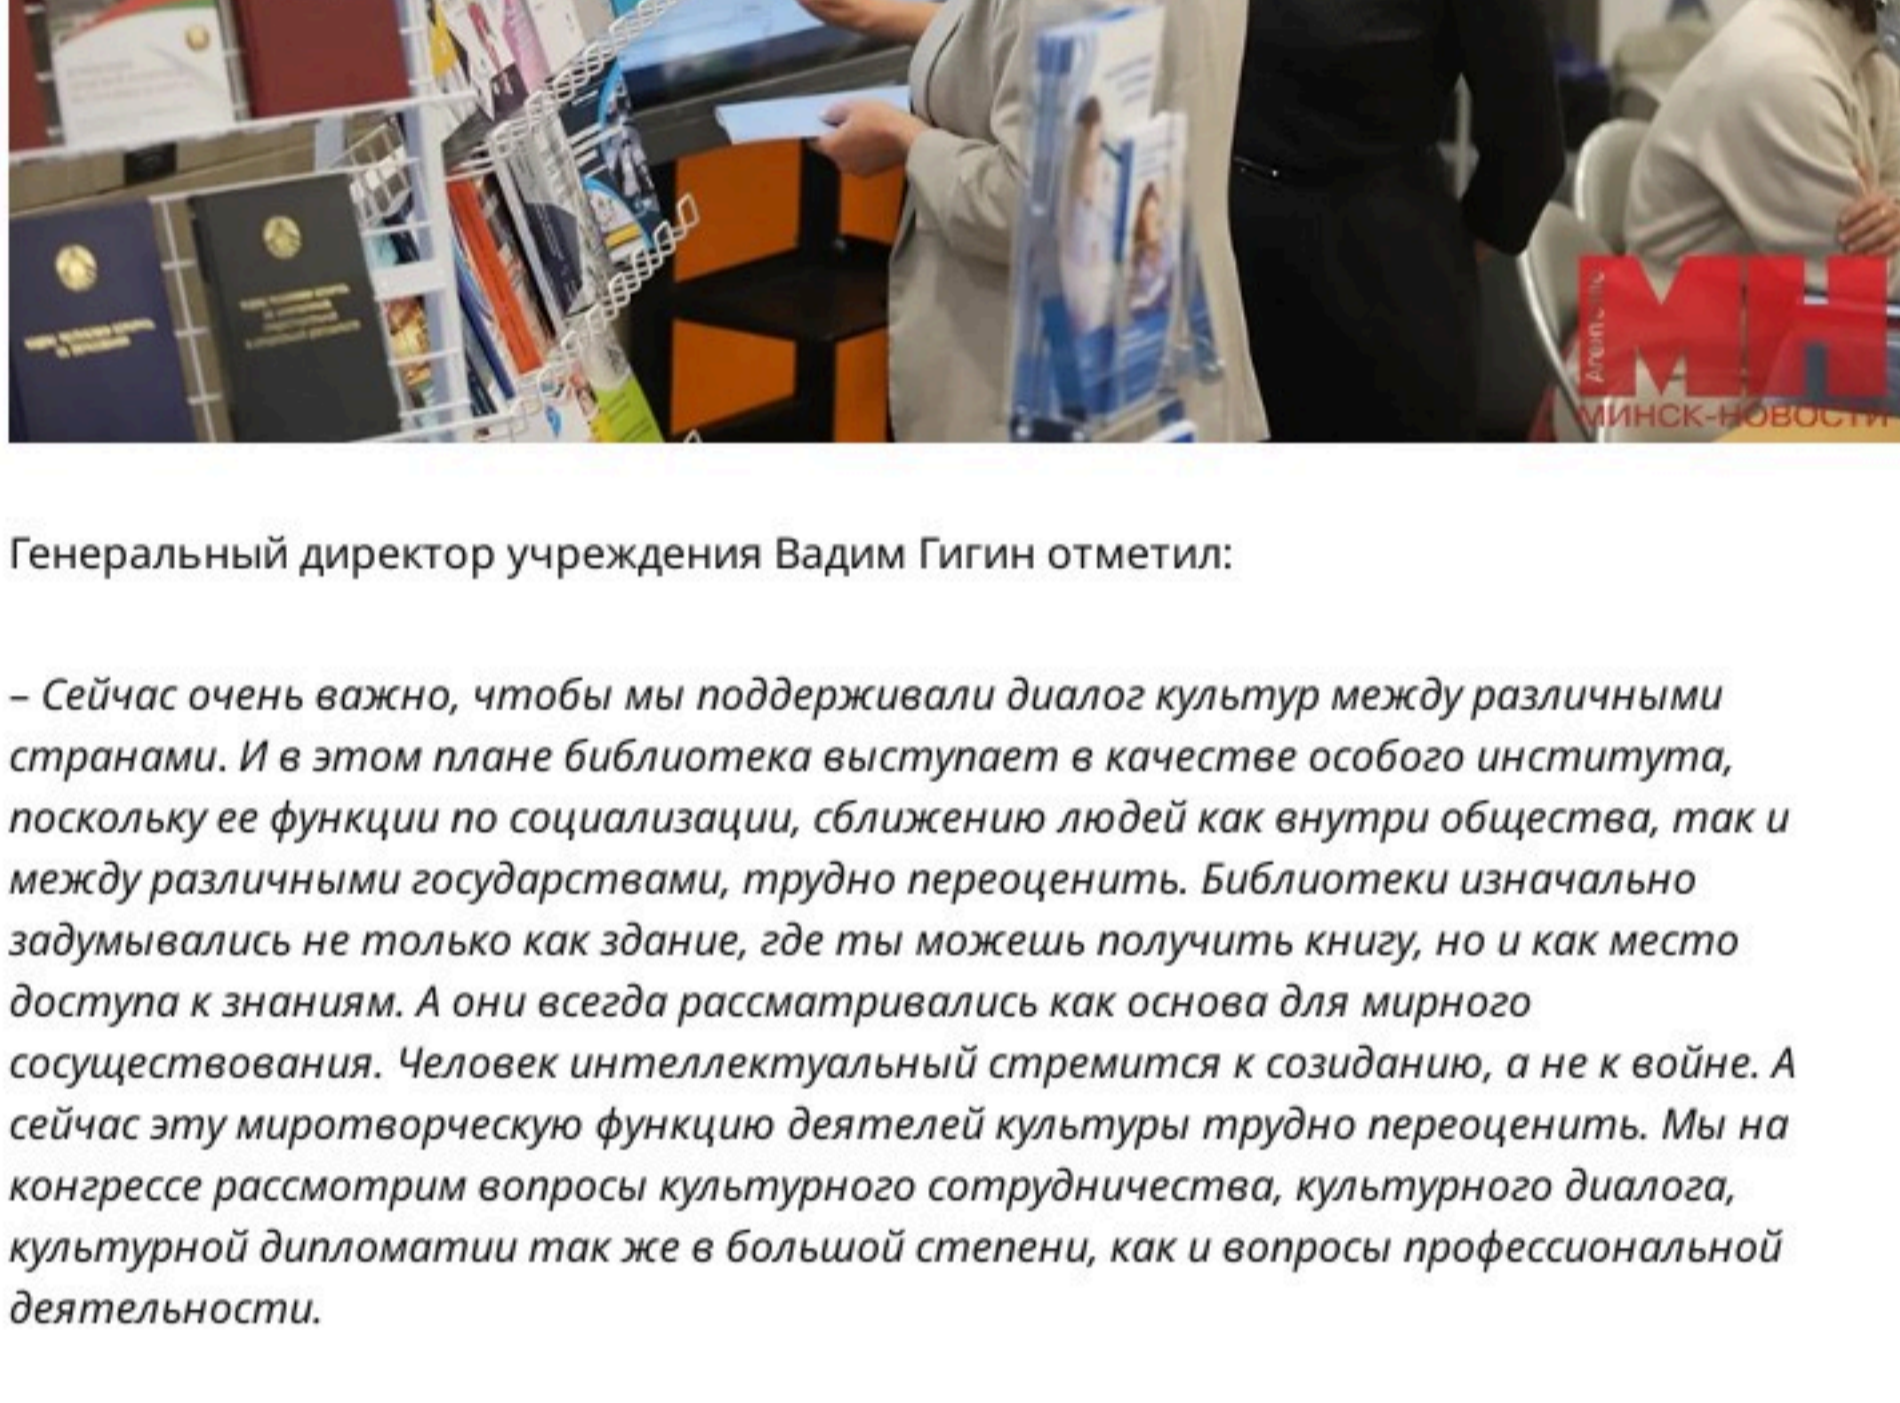 Агентство
МН
МИНСК-НОВОСТИ
Генеральный директор учреждения Вадим Гигин отметил:
– Сейчас очень важно, чтобы мы поддерживали диалог культур между различными
странами. И в этом плане библиотека выступает в качестве особого института,
поскольку ее функции по социализации, сближению людей как внутри общества, так и
между различными государствами, трудно переоценить. Библиотеки изначально
задумывались не только как здание, где ты можешь получить книгу, но и как место
доступа к знаниям. А они всегда рассматривались как основа для мирного
сосуществования. Человек интеллектуальный стремится к созиданию, а не к войне. А
сейчас эту миротворческую функцию деятелей культуры трудно переоценить. Мы на
конгрессе рассмотрим вопросы культурного сотрудничества, культурного диалога,
культурной дипломатии так же в большой степени, как и вопросы профессиональной
деятельности.